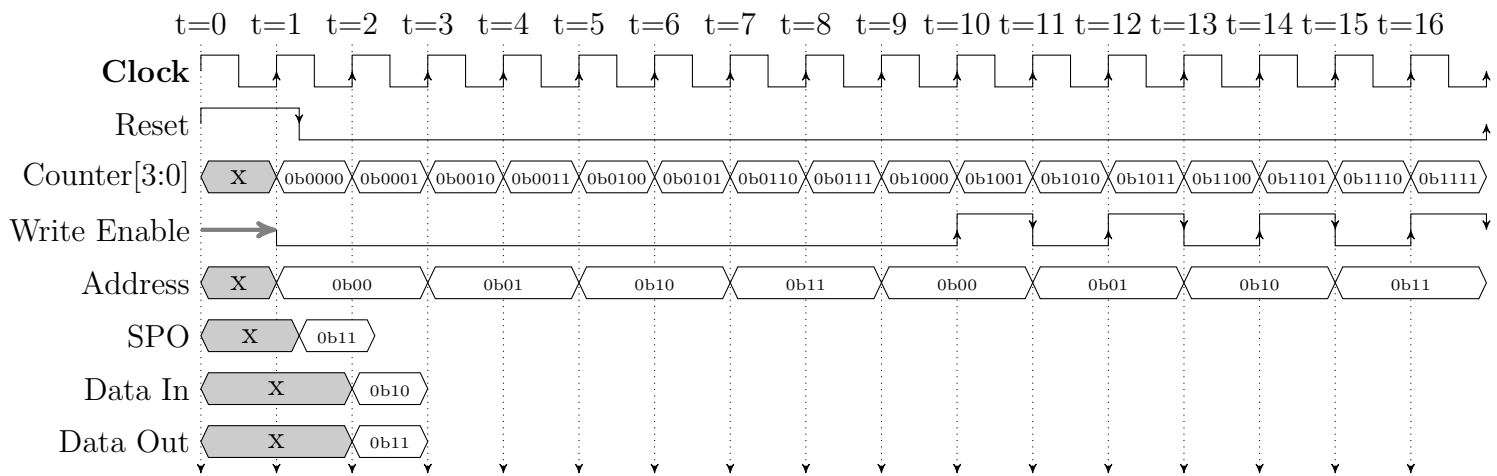 t=0 t=1 t=2 t=3 t=4 t=5 t=6 t=7 t=8 t=9 t=10 t=11 t=12 t=13 t=14 t=15 t=16
Clock
Reset
Counter[3:0] X 0b0000 0b0001 0b0010 0b0011 0b0100 0b0101 0b0110 0b0111 0b1000 0b1001 0b1010 0b1011 0b1100 0b1101 0b1110 0b1111
Write Enable
Address X 0b00 0b01 0b10 0b11 0b00 0b01 0b10 0b11
SPO X 0b11
Data In X 0b10
Data Out X 0b11